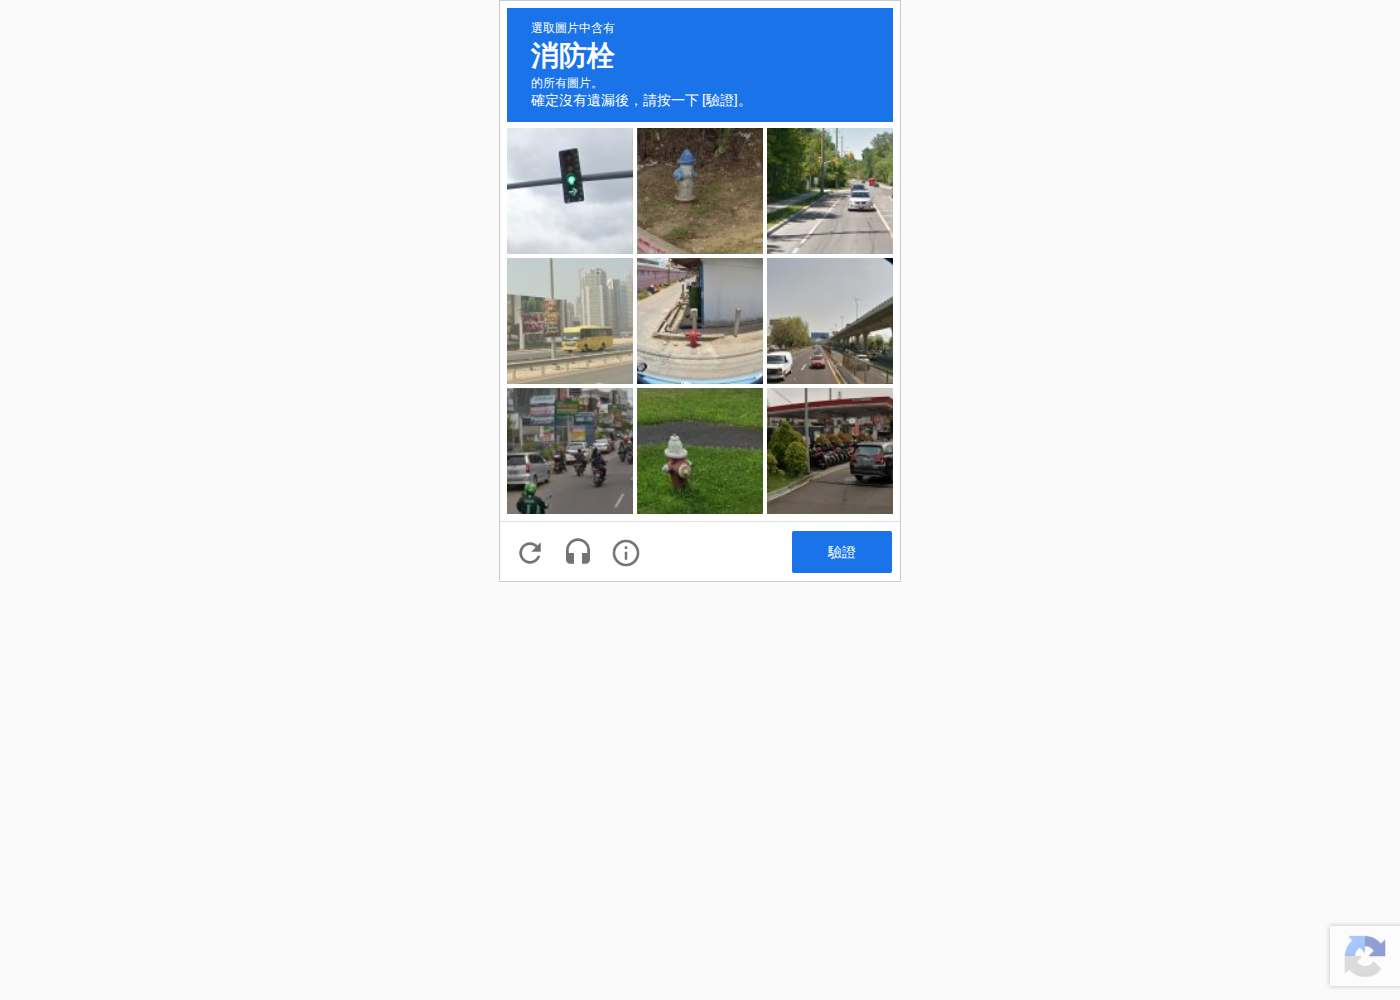 選取圖片中含有
消防栓
的所有圖片。
確定沒有遺漏後，請按一下 [驗證]。
驗證